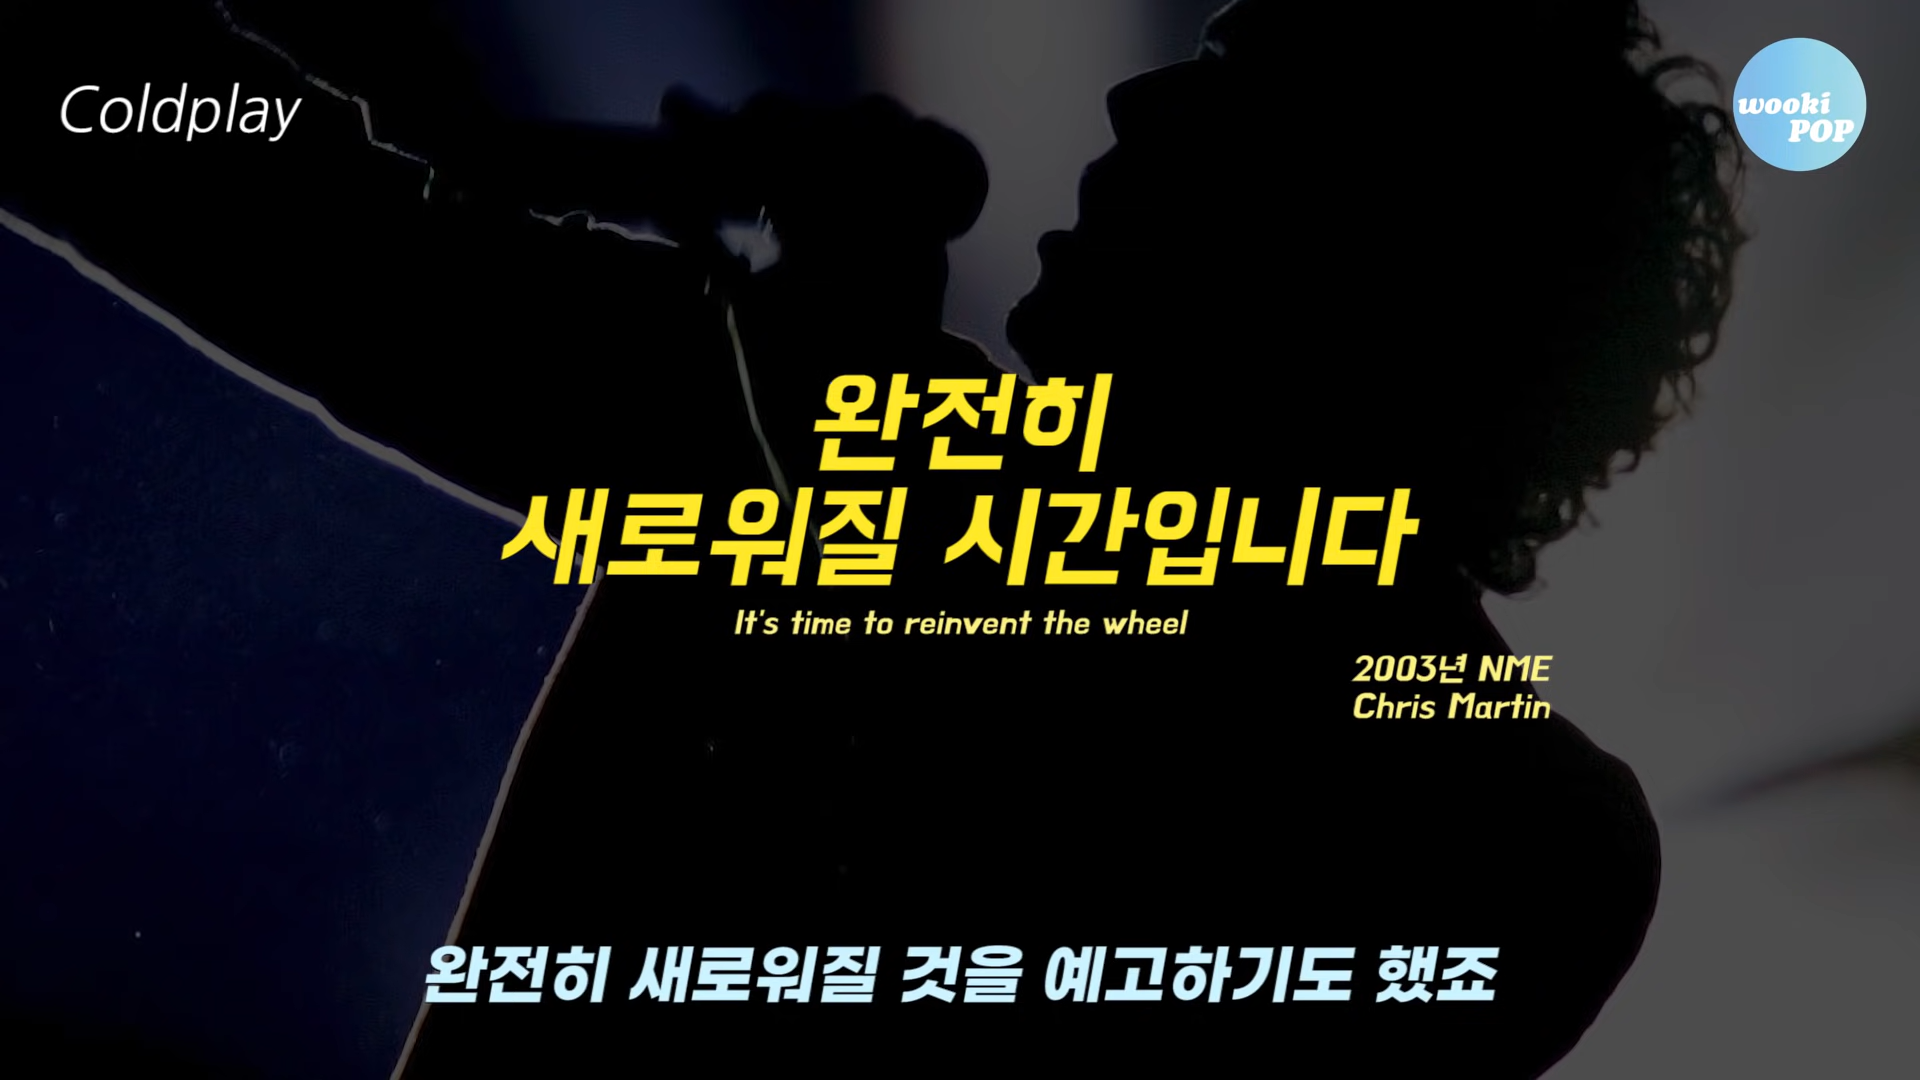 Coldplay
wooki
POP
완전히
새로워질 시간입니다
It's time to reinvent the wheel
2003년 NME
Chris Martin
완전히 새로워질 것을 예고하기도 했죠